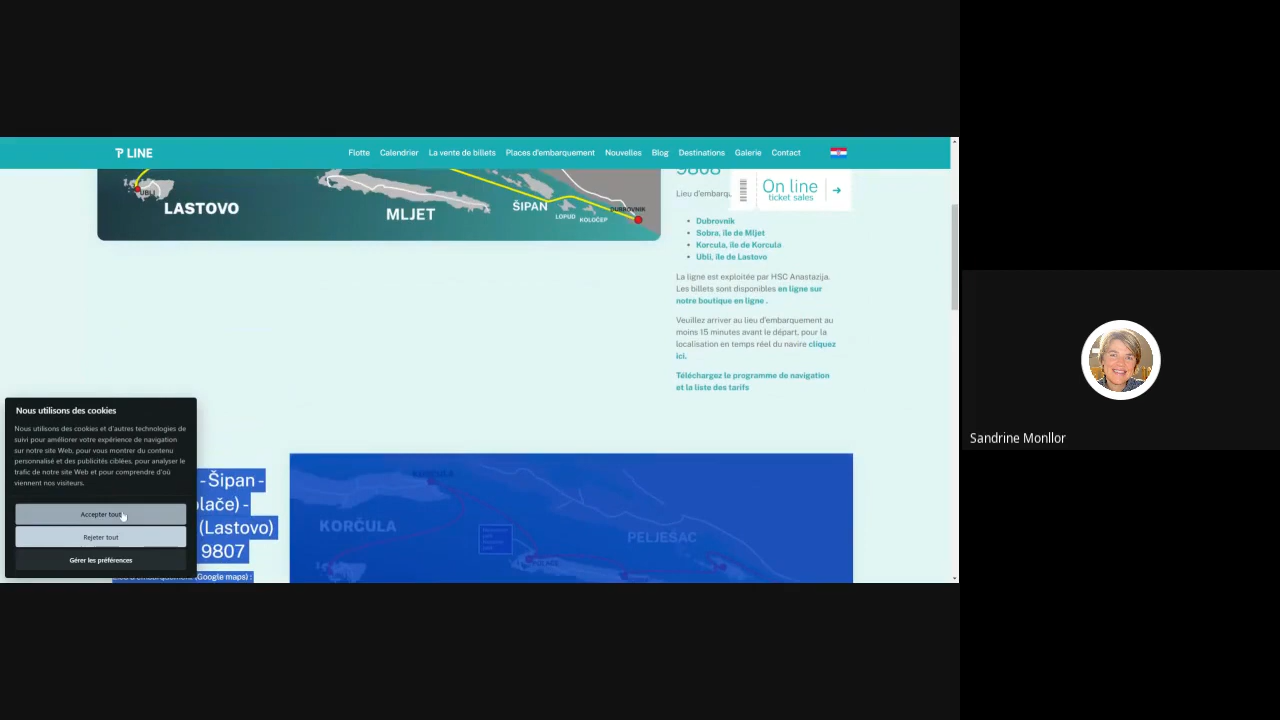 TP LINE
Flotte Calendrier La vente de billets Places d'embarquement Nouvelles Blog Destinations Galerie Contact
9808
UBLI
LASTOVO
MLJET
ŠIPAN
LOPUD
KOLOČEP
DUBROVNIK
Lieu d'embarq
On line
ticket sales
• Dubrovnik
• Sobra, île de Mljet
• Korcula, île de Korcula
• Ubli, île de Lastovo
La ligne est exploitée par HSC Anastazija.
Les billets sont disponibles en ligne sur
notre boutique en ligne .
Veuillez arriver au lieu d'embarquement au
moins 15 minutes avant le départ, pour la
localisation en temps réel du navire cliquez
ici.
Téléchargez le programme de navigation
et la liste des tarifs
Nous utilisons des cookies
Nous utilisons des cookies et d'autres technologies de
suivi pour améliorer votre expérience de navigation
sur notre site Web, pour vous montrer du contenu
personnalisé et des publicités ciblées, pour analyser le
trafic de notre site Web et pour comprendre d'où
viennent nos visiteurs.
Accepter tout
Rejeter tout
Gérer les préférences
- Šipan -
lače) -
(Lastovo)
9807
(Google maps) :
KORČULA
KORČULA
PELJEŠAC
Sandrine Monllor